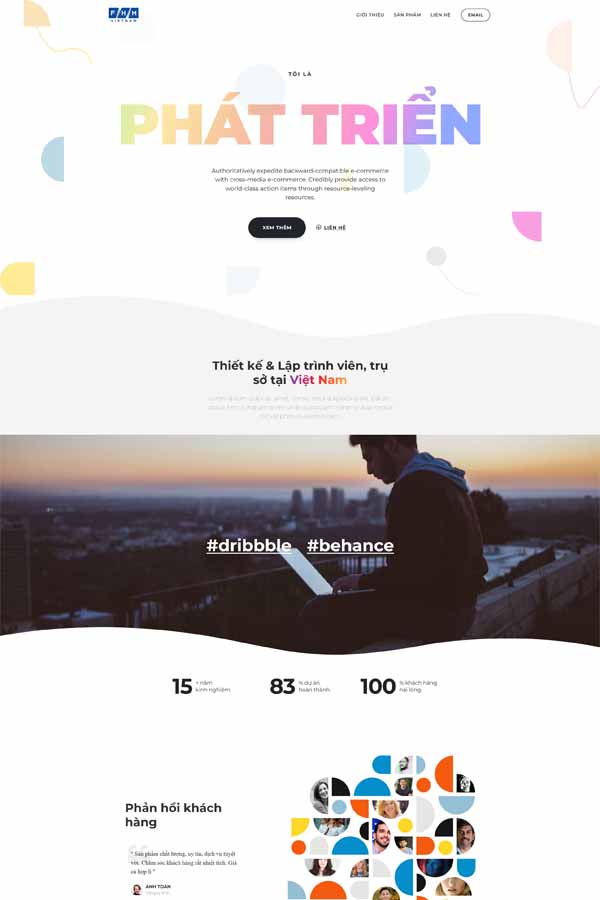 FHM
VIETNAM
GIỚI THIỆU SẢN PHẨM LIÊN HỆ EMAIL
TÔI LÀ
PHÁT TRIỂN
Authoritatively expedite backward-compatible e-commerce
with cross-media e-commerce. Credibly provide access to
world-class action items through resource-leveling
resources.
XEM THÊM LIÊN HỆ
Thiết kế & Lập trình viên, trụ
sở tại Việt Nam
#dribbble #behance
15 + năm
kinh nghiệm
83 % dự án
hoàn thành
100 % khách hàng
hài lòng
Phản hồi khách
hàng
" Sản phẩm chất lượng, uy tín, dịch vụ tuyệt
vời. Chăm sóc khách hàng rất nhiệt tình. Giá
cả hợp lí "
ANH TOÀN